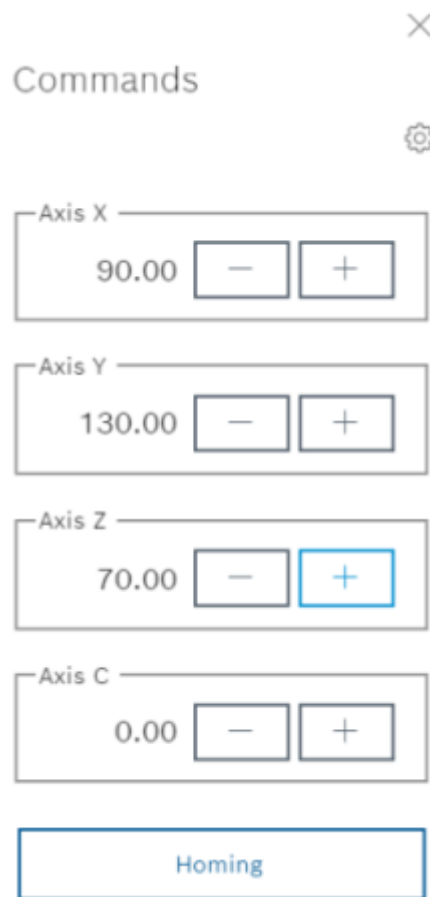 Commands
Axis X
90.00 − +
Axis Y
130.00 − +
Axis Z
70.00 − +
Axis C
0.00 − +
Homing